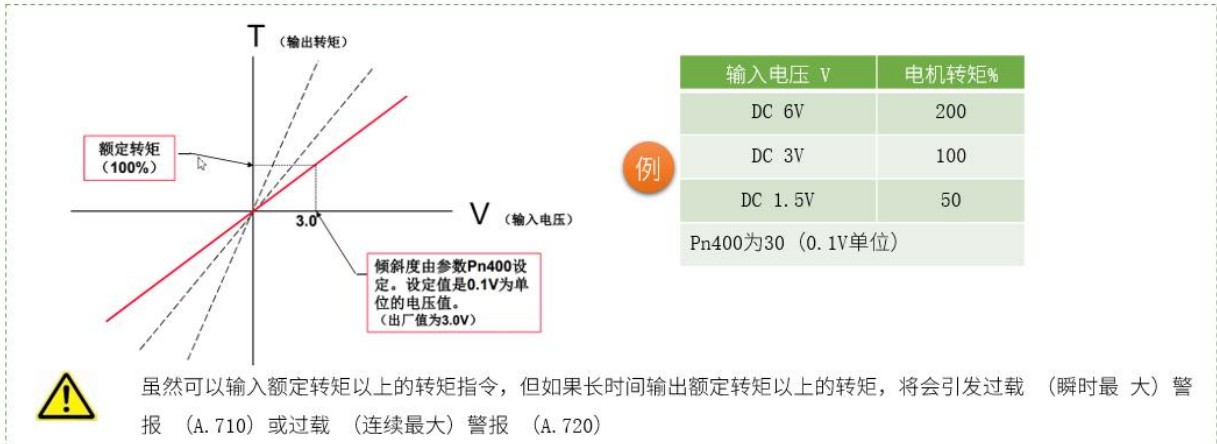 T （输出转矩）
额定转矩
（100%）
3.0
V （输入电压）
倾斜度由参数Pn400设
定。设定值是0.1V为单
位的电压值。
（出厂值为3.0V）
例
输入电压 V 电机转矩%
DC 6V 200
DC 3V 100
DC 1.5V 50
Pn400为30（0.1V单位）
虽然可以输入额定转矩以上的转矩指令，但如果长时间输出额定转矩以上的转矩，将会引发过载 （瞬时最 大）警
报 （A.710）或过载 （连续最大）警报 （A.720）